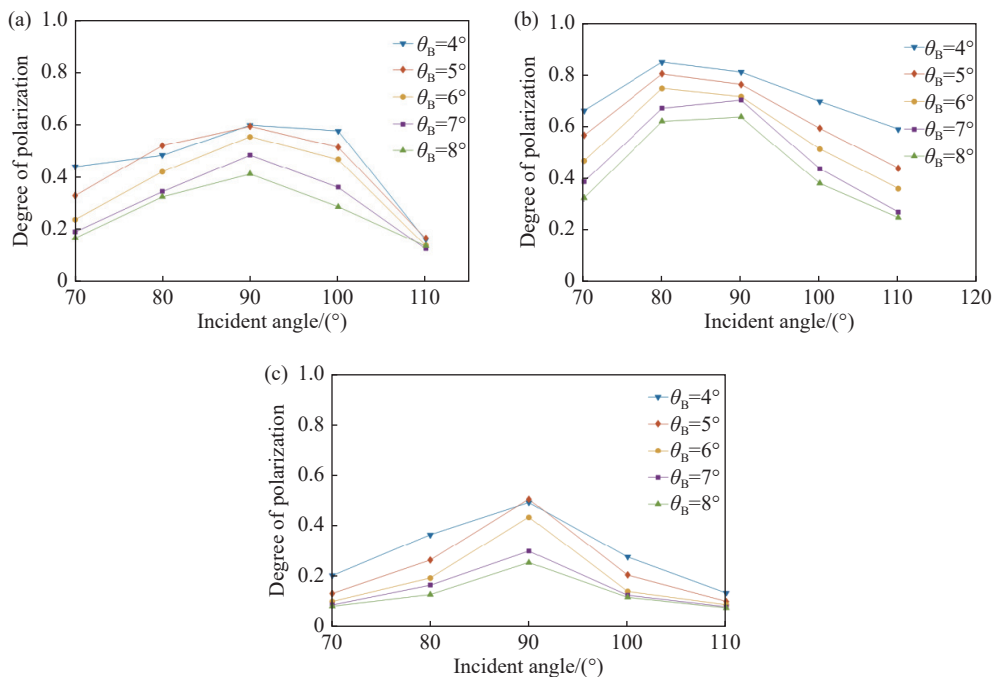 (a)
1.0
0.8
0.6
0.4
0.2
0
Degree of polarization
70
80
90
100
110
Incident angle/(°)
θB=4°
θB=5°
θB=6°
θB=7°
θB=8°
(b)
1.0
0.8
0.6
0.4
0.2
0
Degree of polarization
70
80
90
100
110
120
Incident angle/(°)
θB=4°
θB=5°
θB=6°
θB=7°
θB=8°
(c)
1.0
0.8
0.6
0.4
0.2
0
Degree of polarization
70
80
90
100
110
Incident angle/(°)
θB=4°
θB=5°
θB=6°
θB=7°
θB=8°